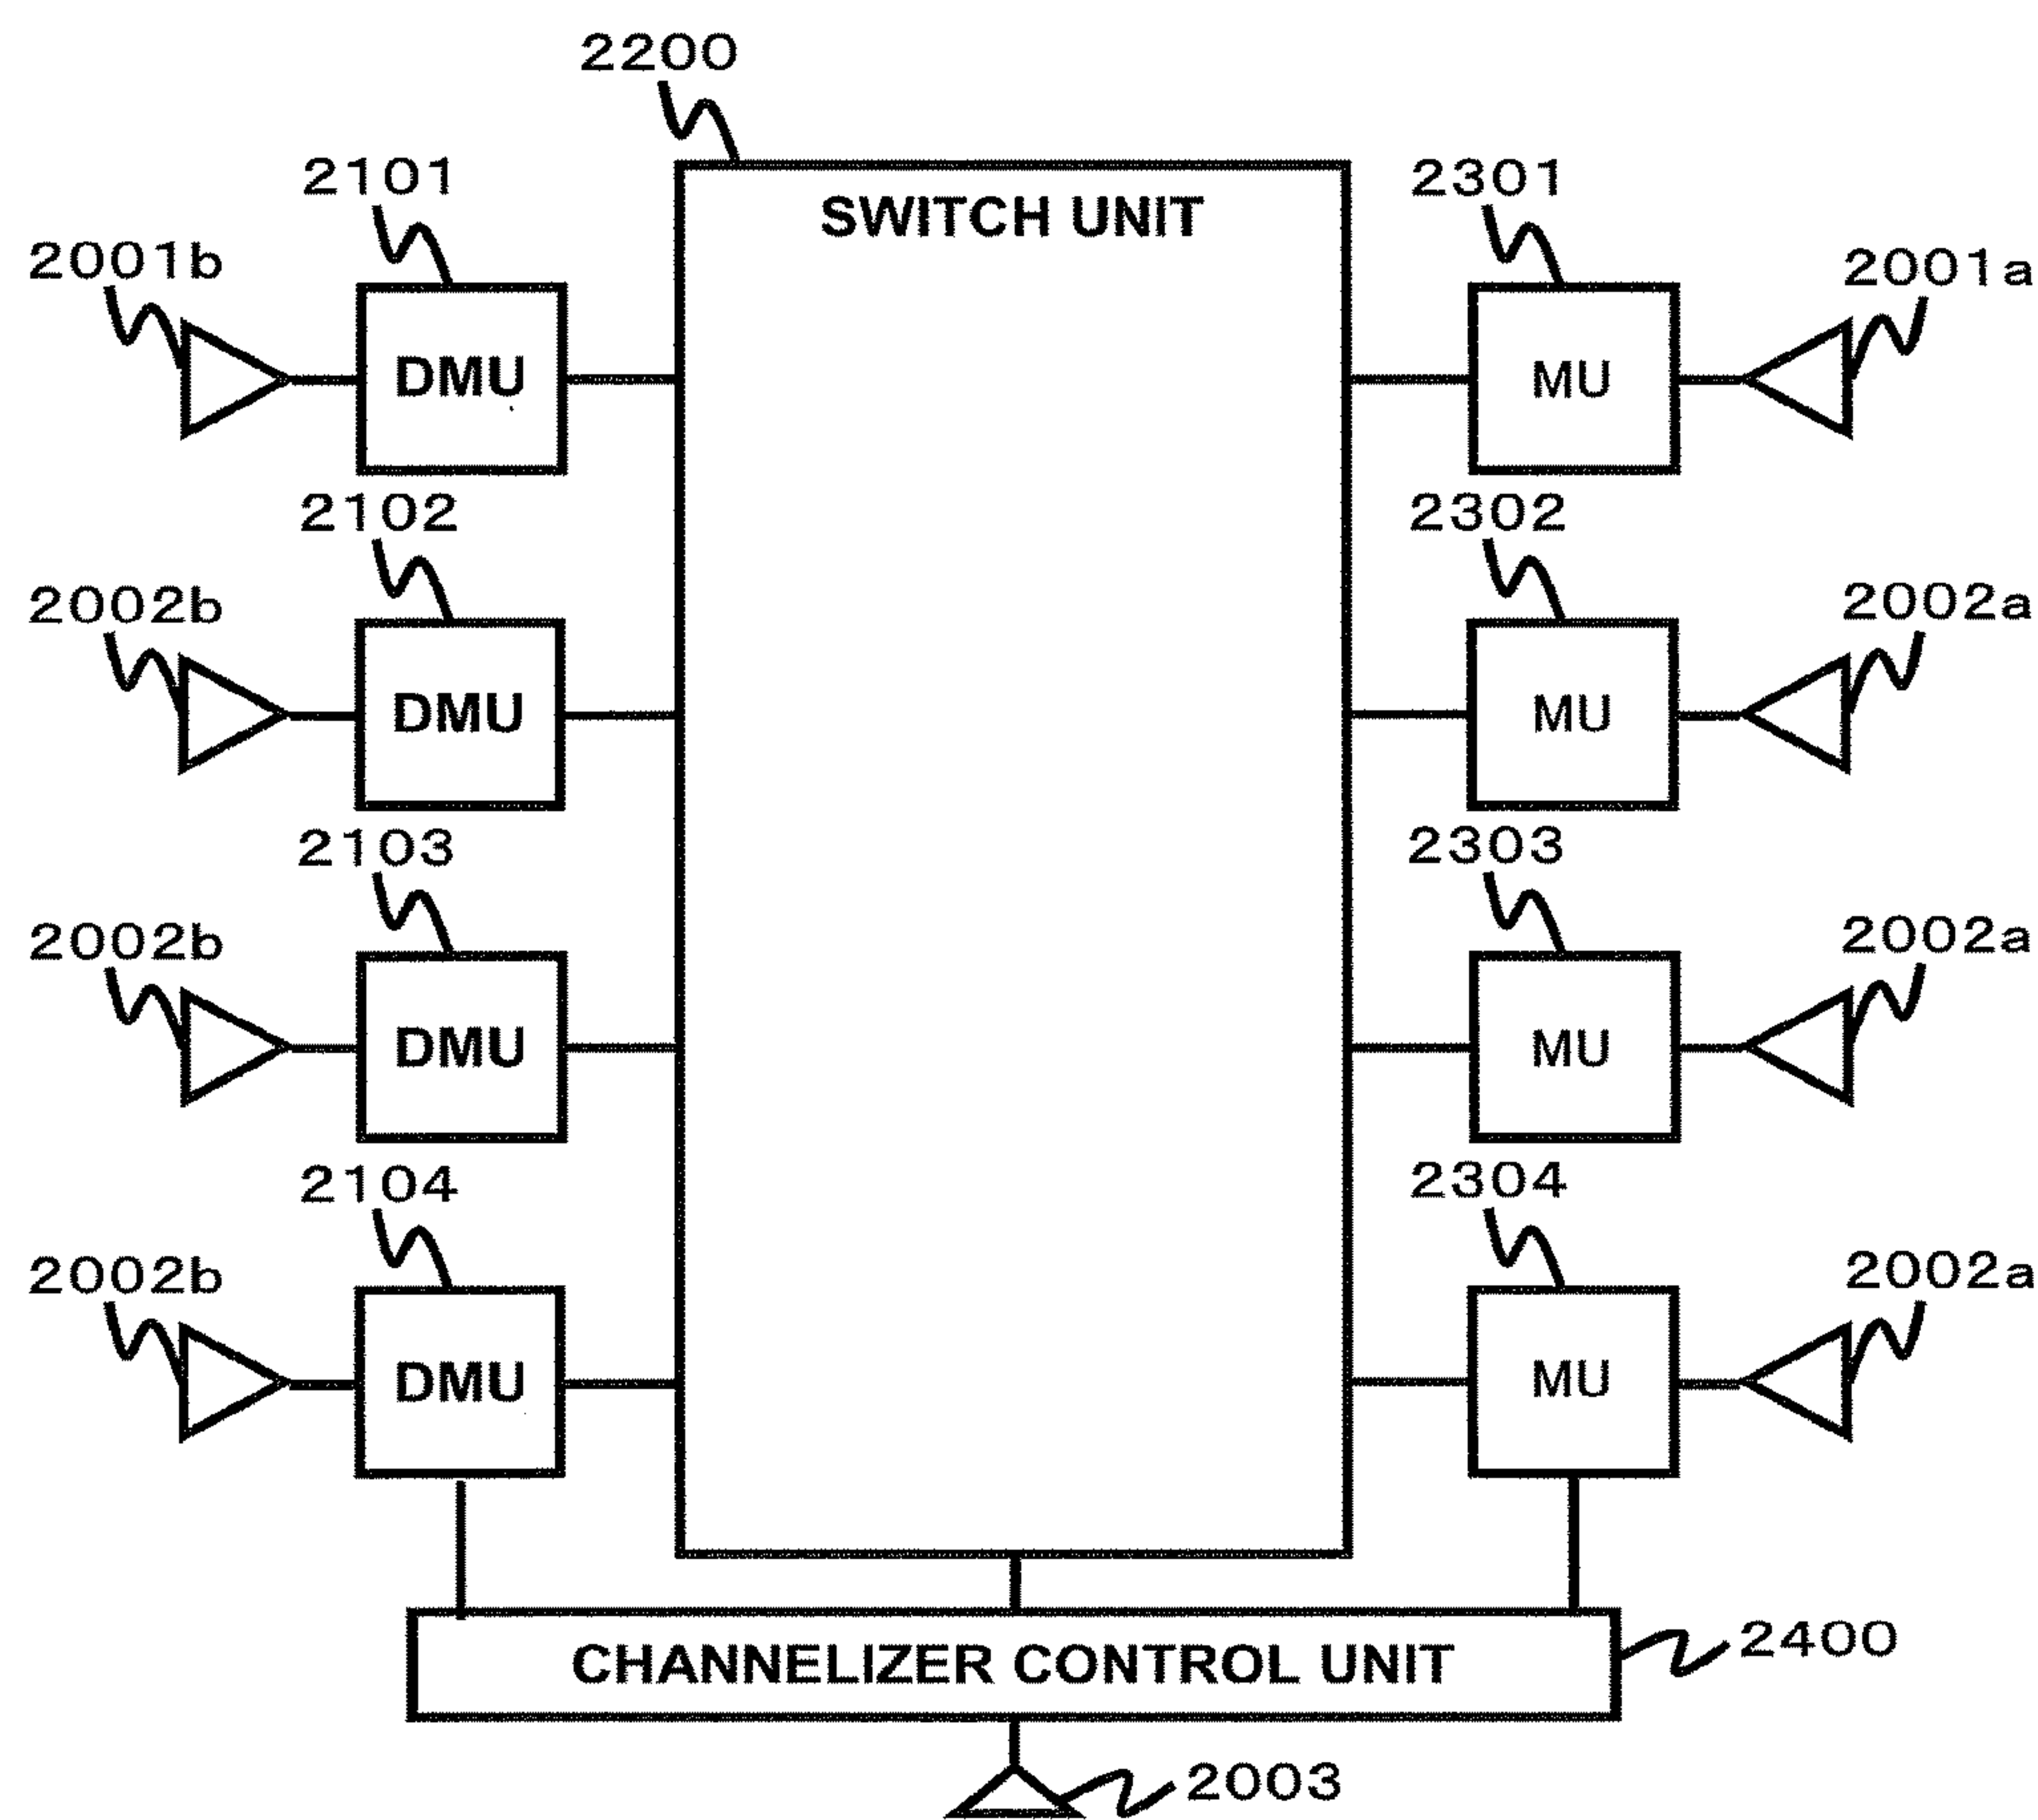 2200
2101
2301
SWITCH UNIT
2001b
2001a
DMU
MU
2102
2302
2002b
2002a
DMU
MU
2103
2303
2002b
2002a
DMU
MU
2104
2304
2002b
2002a
DMU
MU
CHANNELIZER CONTROL UNIT
2400
2003